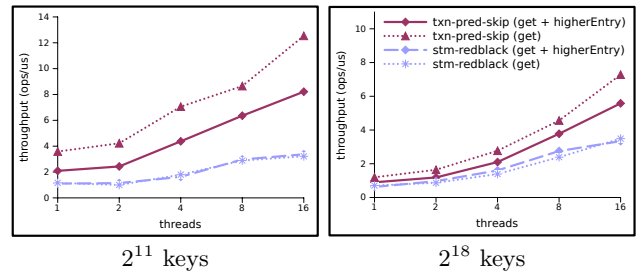 throughput (ops/us)
14
12
10
8
6
4
2
0
1
2
4
8
16
threads
2^11 keys
throughput (ops/us)
10
8
6
4
2
0
txn-pred-skip (get + higherEntry)
txn-pred-skip (get)
stm-redblack (get + higherEntry)
stm-redblack (get)
1
2
4
8
16
threads
2^18 keys